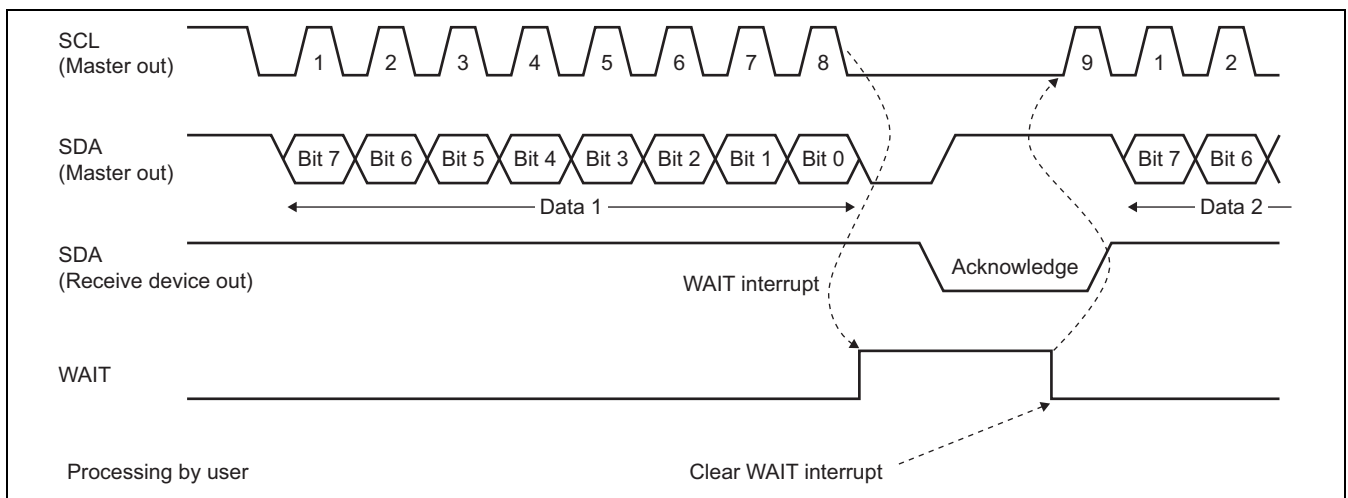 SCL
(Master out)
1 2 3 4 5 6 7 8 9 1 2
SDA
(Master out)
Bit 7 Bit 6 Bit 5 Bit 4 Bit 3 Bit 2 Bit 1 Bit 0 Bit 7 Bit 6
Data 1 Data 2
SDA
(Receive device out)
Acknowledge
WAIT interrupt
WAIT
Processing by user
Clear WAIT interrupt